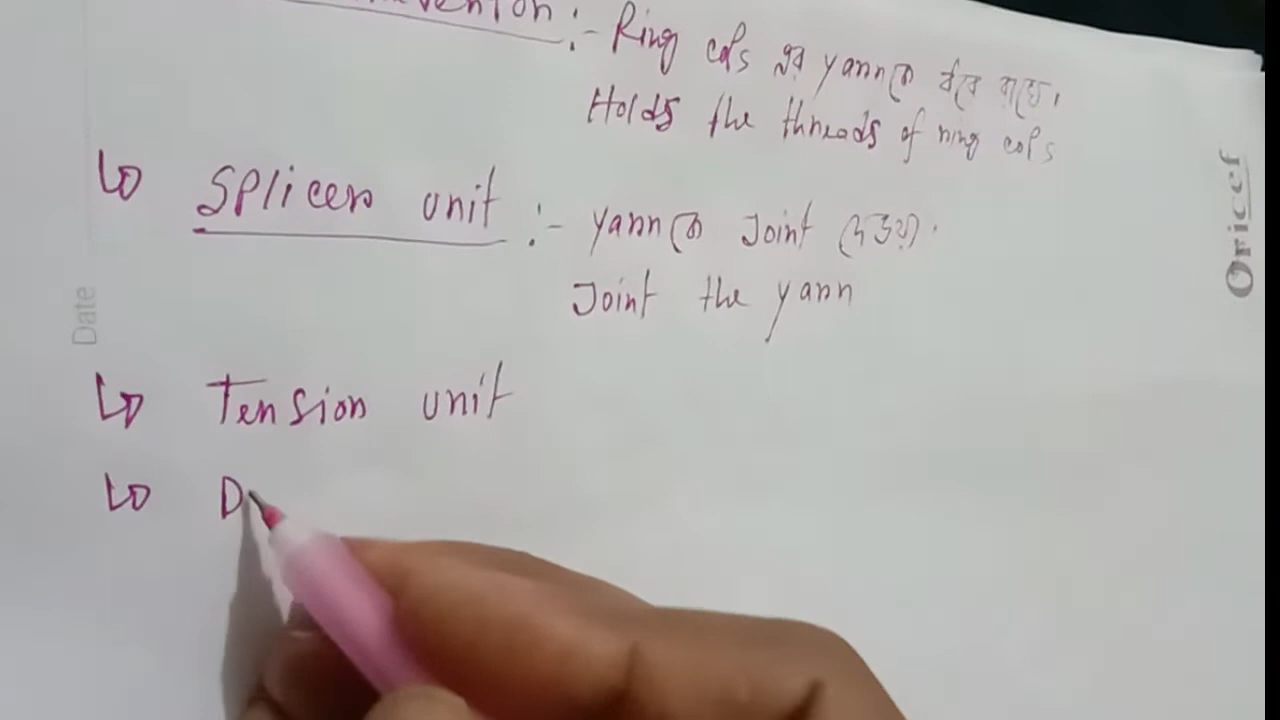 :- Ring cops এর yarnকে ধরে রাখে।
Holds the threads of ring cops
Splicer unit :- yarnকে Joint দেওয়া.
Joint the yarn
Tension unit
D
Date
Oricef